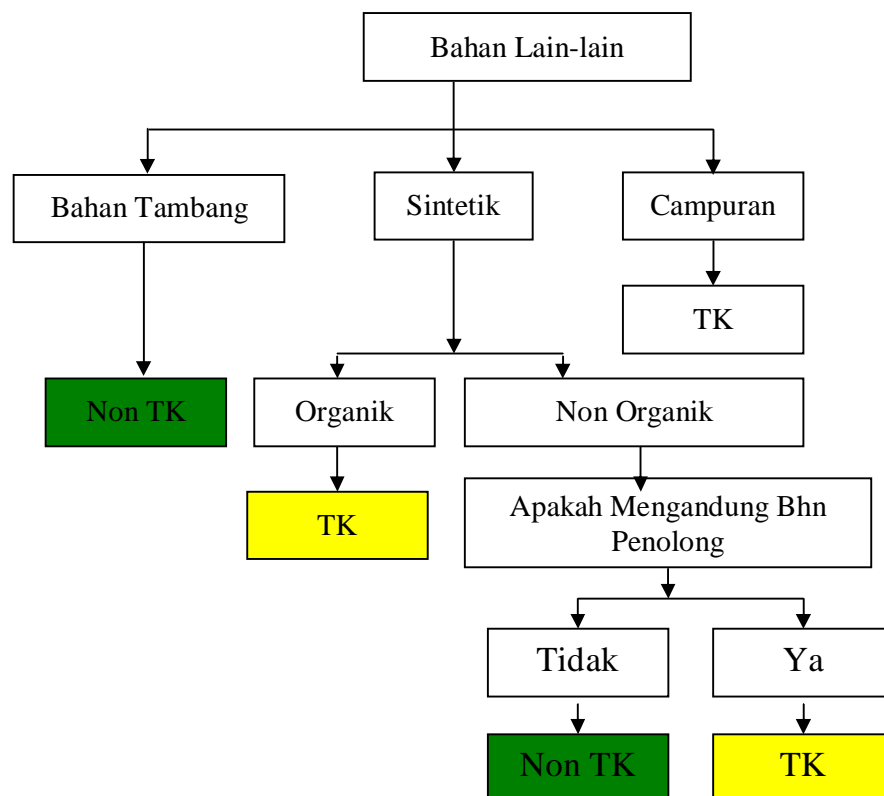 Bahan Lain-lain
Bahan Tambang
Sintetik
Campuran
TK
Non TK
Organik
Non Organik
TK
Apakah Mengandung Bhn
Penolong
Tidak
Ya
Non TK
TK